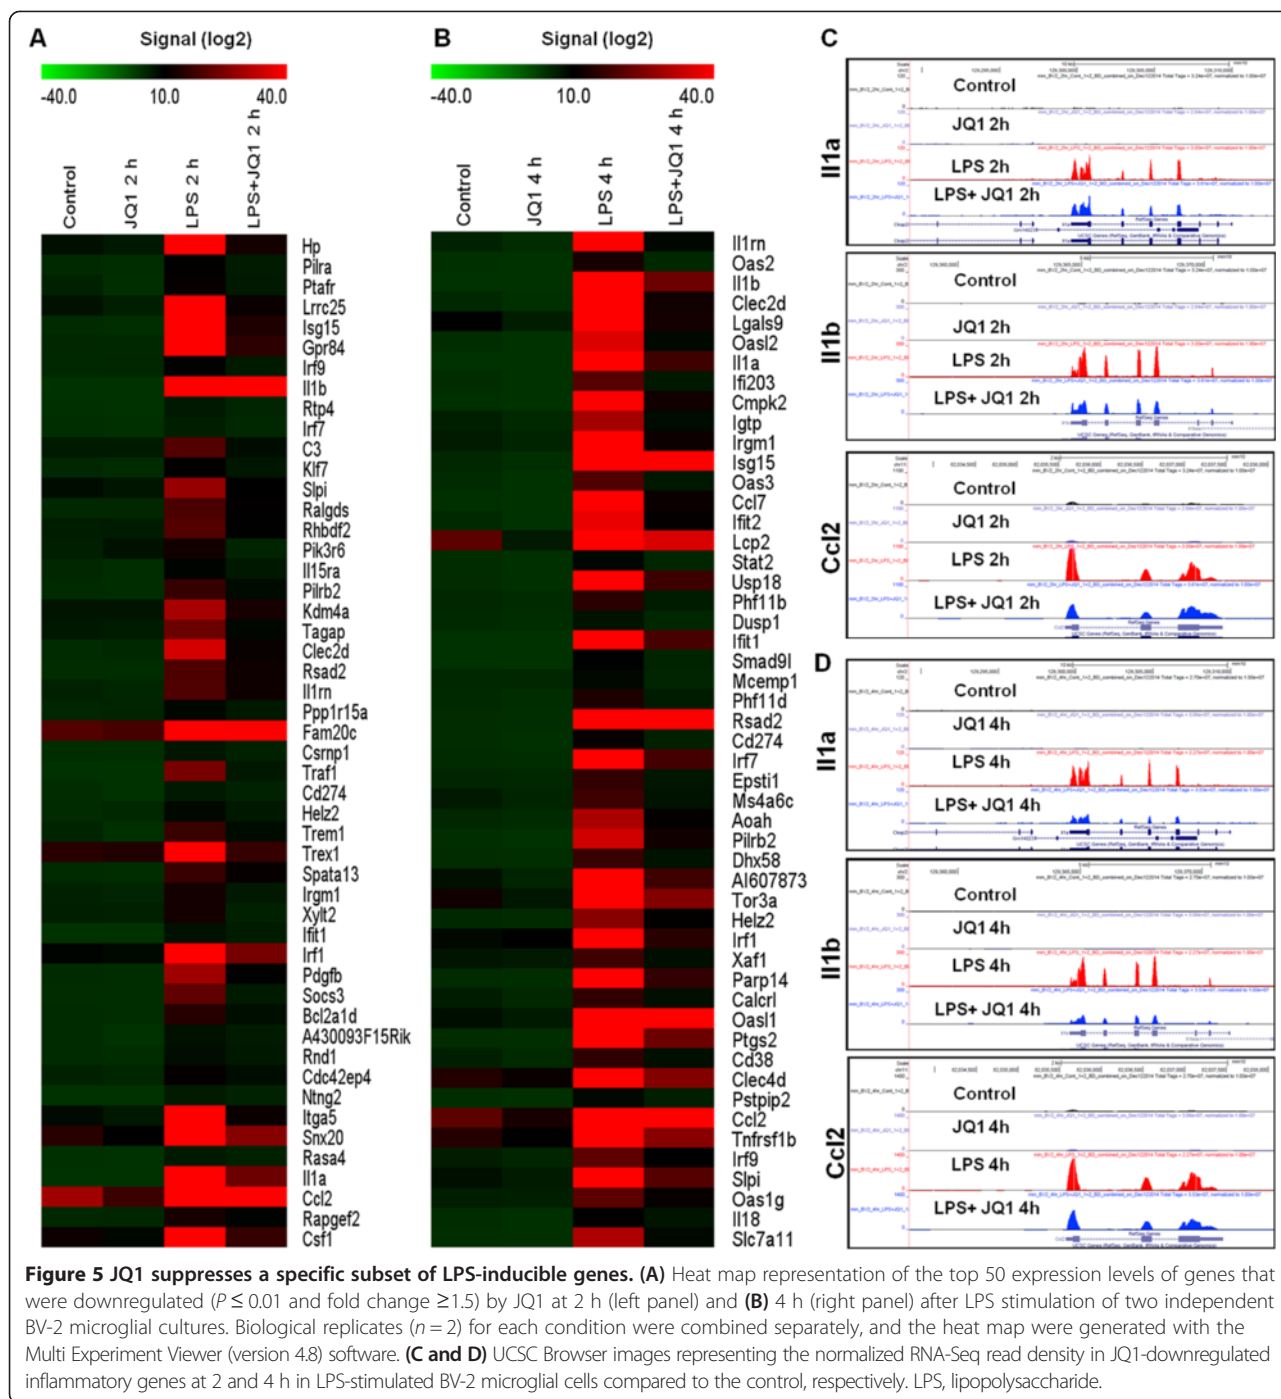 A
Signal (log2)
-40.0 10.0 40.0
Control
JQ1 2 h
LPS 2 h
LPS+JQ1 2 h
Hp
Pilra
Ptafr
Lrrc25
Isg15
Gpr84
Irf9
Il1b
Rtp4
Irf7
C3
Klf7
Slpi
Ralgds
Rhbdf2
Pik3r6
Il15ra
Pilrb2
Kdm4a
Tagap
Clec2d
Rsad2
Il1rn
Ppp1r15a
Fam20c
Csrnp1
Traf1
Cd274
Helz2
Trem1
Trex1
Spata13
Irgm1
Xylt2
Ifit1
Irf1
Pdgfb
Socs3
Bcl2a1d
A430093F15Rik
Rnd1
Cdc42ep4
Ntng2
Itga5
Snx20
Rasa4
Il1a
Ccl2
Rapgef2
Csf1
B
Signal (log2)
-40.0 10.0 40.0
Control
JQ1 4 h
LPS 4 h
LPS+JQ1 4 h
Il1rn
Oas2
Il1b
Clec2d
Lgals9
Oasl2
Il1a
Ifi203
Cmpk2
Igtp
Irgm1
Isg15
Oas3
Ccl7
Ifit2
Lcp2
Stat2
Usp18
Phf11b
Dusp1
Ifit1
Smad9l
Mcemp1
Phf11d
Rsad2
Cd274
Irf7
Epsti1
Ms4a6c
Aoah
Pilrb2
Dhx58
AI607873
Tor3a
Helz2
Irf1
Xaf1
Parp14
Calcrl
Oasl1
Ptgs2
Cd38
Clec4d
Pstpip2
Ccl2
Tnfrsf1b
Irf9
Slpi
Oas1g
Il18
Slc7a11
C
Il1a
Control
JQ1 2h
LPS 2h
LPS+ JQ1 2h
Il1b
Control
JQ1 2h
LPS 2h
LPS+ JQ1 2h
Ccl2
Control
JQ1 2h
LPS 2h
LPS+ JQ1 2h
D
Il1a
Control
JQ1 4h
LPS 4h
LPS+ JQ1 4h
Il1b
Control
JQ1 4h
LPS 4h
LPS+ JQ1 4h
Ccl2
Control
JQ1 4h
LPS 4h
LPS+ JQ1 4h
Figure 5 JQ1 suppresses a specific subset of LPS-inducible genes. (A) Heat map representation of the top 50 expression levels of genes that
were downregulated (P ≤ 0.01 and fold change ≥1.5) by JQ1 at 2 h (left panel) and (B) 4 h (right panel) after LPS stimulation of two independent
BV-2 microglial cultures. Biological replicates (n = 2) for each condition were combined separately, and the heat map were generated with the
Multi Experiment Viewer (version 4.8) software. (C and D) UCSC Browser images representing the normalized RNA-Seq read density in JQ1-downregulated
inflammatory genes at 2 and 4 h in LPS-stimulated BV-2 microglial cells compared to the control, respectively. LPS, lipopolysaccharide.